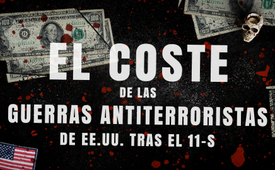 EL COSTE
DE LAS
GUERRAS ANTITERRORISTAS
DE EE.UU. TRAS EL 11-S